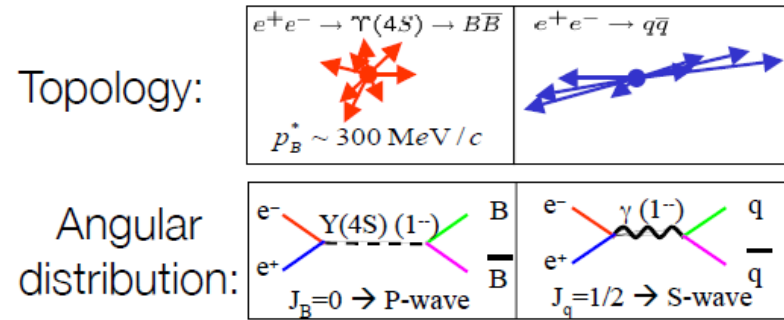 Topology:
e⁺e⁻ → ϒ(4S) → BB̅
p*_B ~ 300 MeV / c
e⁺e⁻ → qq̅
Angular
distribution:
e⁻
e⁺
Y(4S) (1⁻⁻)
B
B̅
J_B=0 → P-wave
e⁻
e⁺
γ (1⁻⁻)
q
q̅
J_q=1/2 → S-wave